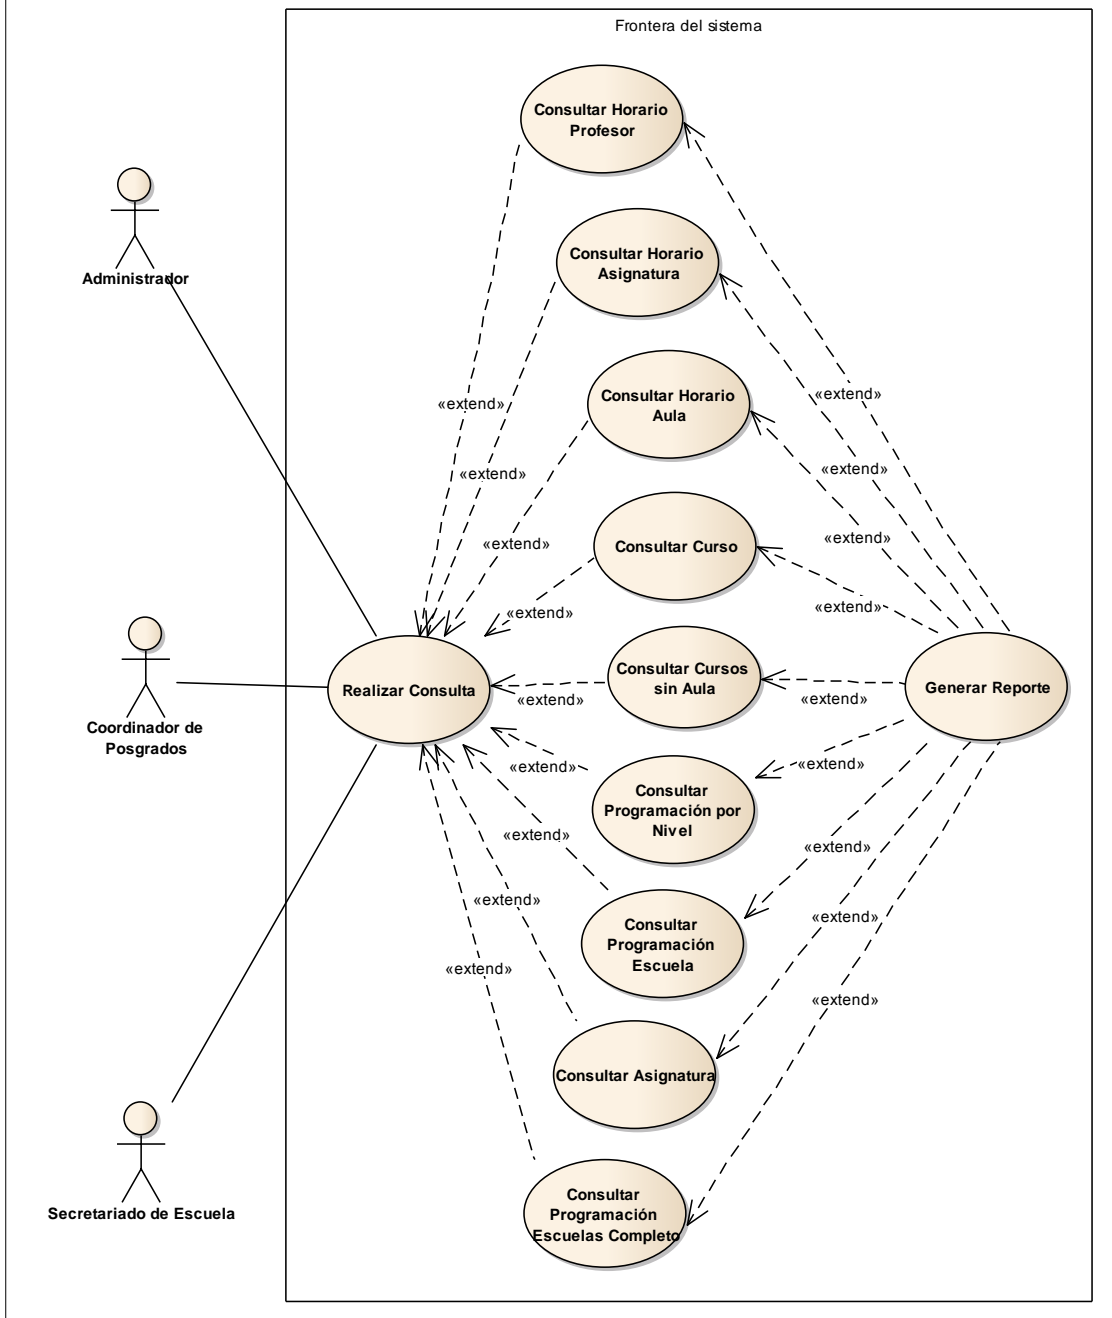 Frontera del sistema
Consultar Horario
Profesor
Administrador
Consultar Horario
Asignatura
Consultar Horario
Aula
«extend»
«extend»
«extend»
«extend»
Consultar Curso
«extend»
«extend»
«extend»
«extend»
Coordinador de
Posgrados
Realizar Consulta
Consultar Cursos
sin Aula
Generar Reporte
«extend»
«extend»
«extend»
«extend»
Consultar
Programación por
Nivel
«extend»
«extend»
Consultar
Programación
Escuela
«extend»
«extend»
«extend»
«extend»
Consultar Asignatura
Secretariado de Escuela
Consultar
Programación
Escuelas Completo